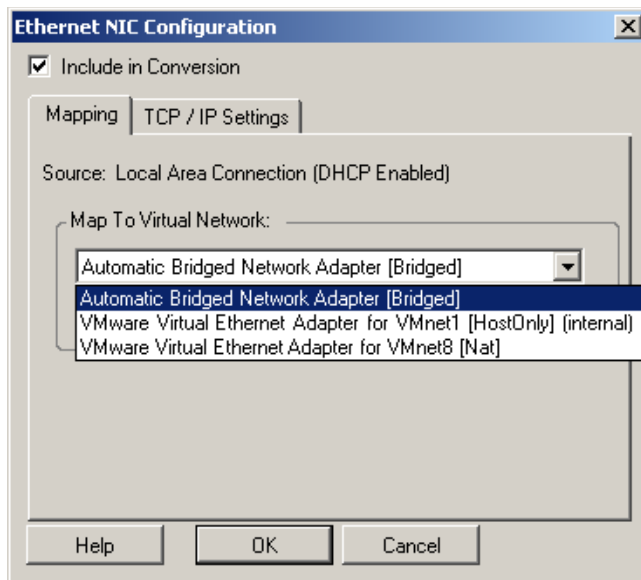 Ethernet NIC Configuration
Include in Conversion
Mapping
TCP / IP Settings
Source: Local Area Connection (DHCP Enabled)
Map To Virtual Network:
Automatic Bridged Network Adapter [Bridged]
Automatic Bridged Network Adapter [Bridged]
VMware Virtual Ethernet Adapter for VMnet1 [HostOnly] (internal)
VMware Virtual Ethernet Adapter for VMnet8 [Nat]
Help
OK
Cancel